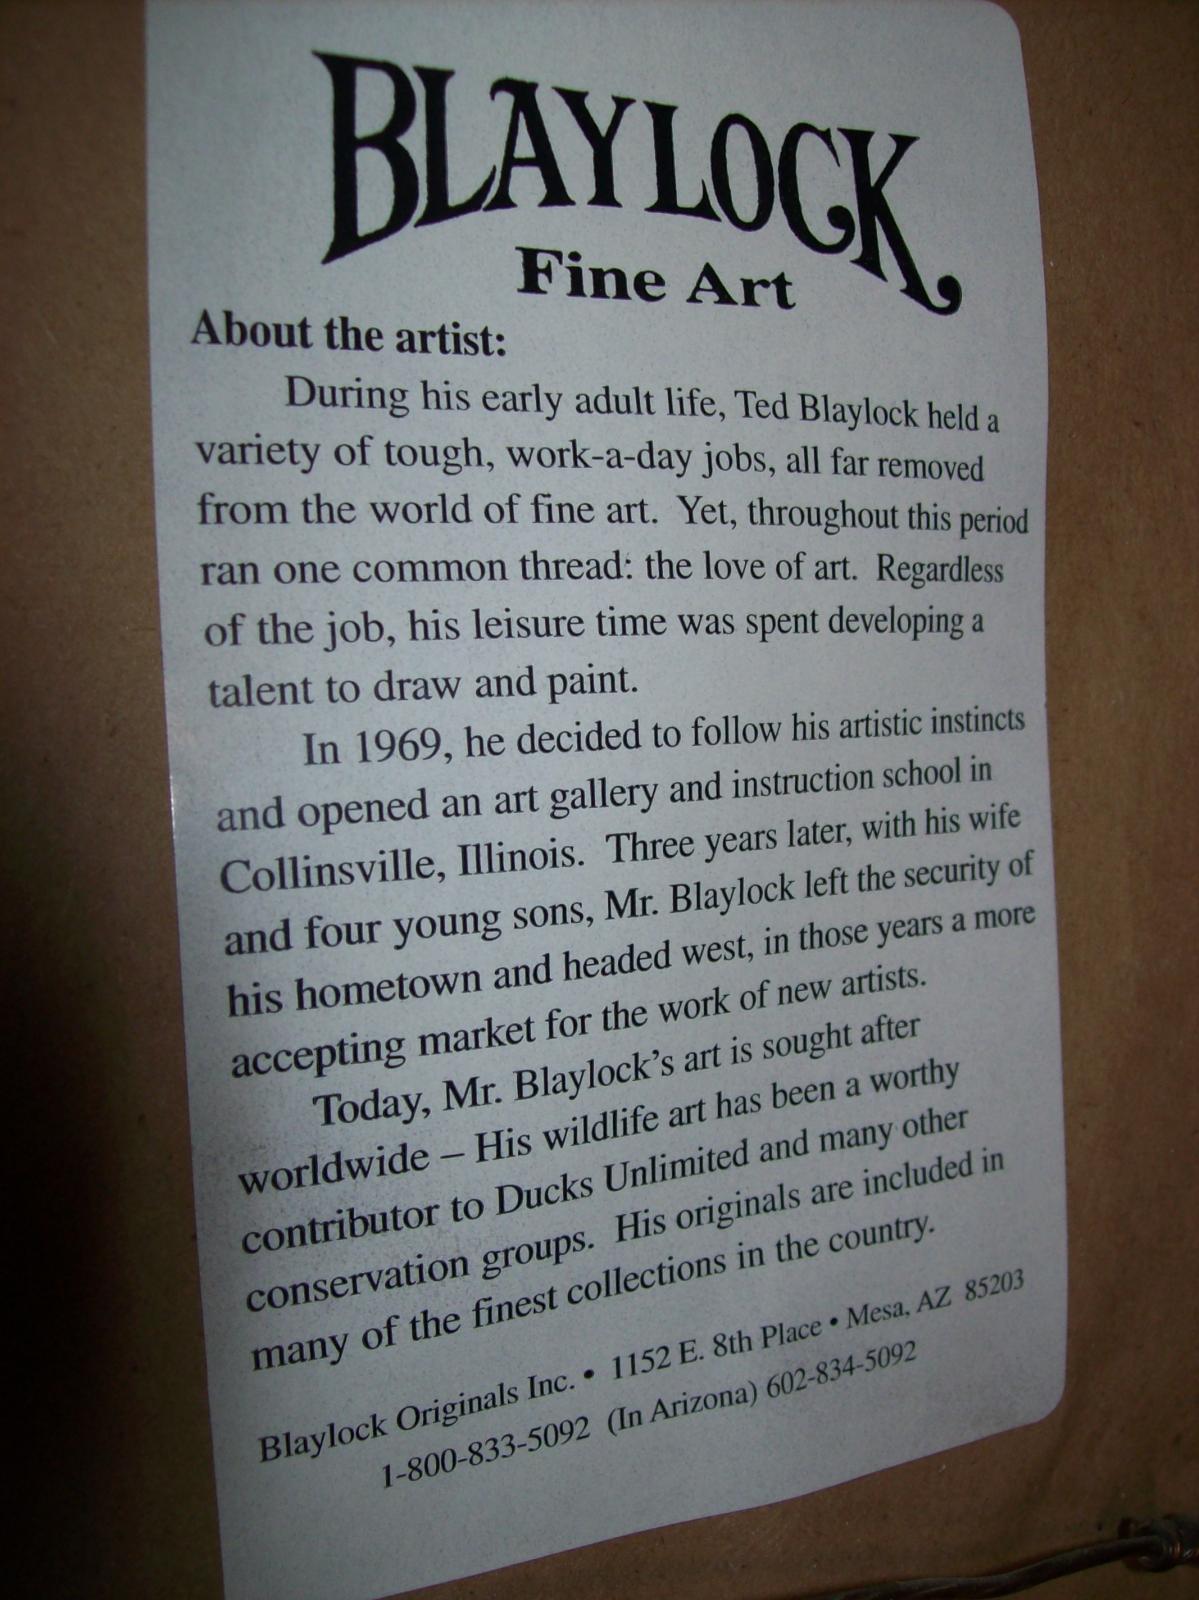 BLAYLOCK
Fine Art
About the artist:
During his early adult life, Ted Blaylock held a
variety of tough, work-a-day jobs, all far removed
from the world of fine art. Yet, throughout this period
ran one common thread: the love of art. Regardless
of the job, his leisure time was spent developing a
talent to draw and paint.
In 1969, he decided to follow his artistic instincts
and opened an art gallery and instruction school in
Collinsville, Illinois. Three years later, with his wife
and four young sons, Mr. Blaylock left the security of
his hometown and headed west, in those years a more
accepting market for the work of new artists.
Today, Mr. Blaylock's art is sought after
worldwide – His wildlife art has been a worthy
contributor to Ducks Unlimited and many other
conservation groups. His originals are included in
many of the finest collections in the country.
Blaylock Originals Inc. • 1152 E. 8th Place • Mesa, AZ 85203
1-800-833-5092 (In Arizona) 602-834-5092